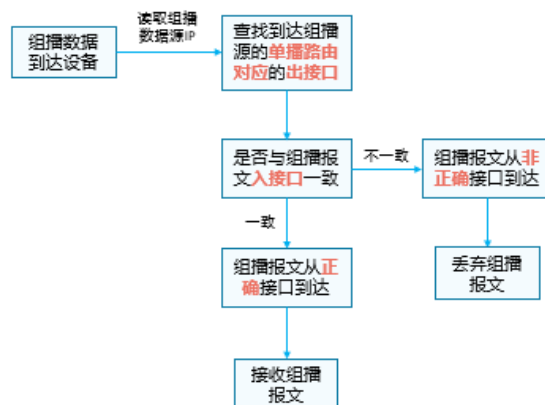 组播数据
到达设备
读取组播
数据源IP
查找到达组播
源的单播路由
对应的出接口
是否与组播报
文入接口一致
不一致
组播报文从非
正确接口到达
一致
组播报文从正
确接口到达
丢弃组播
报文
接收组播
报文